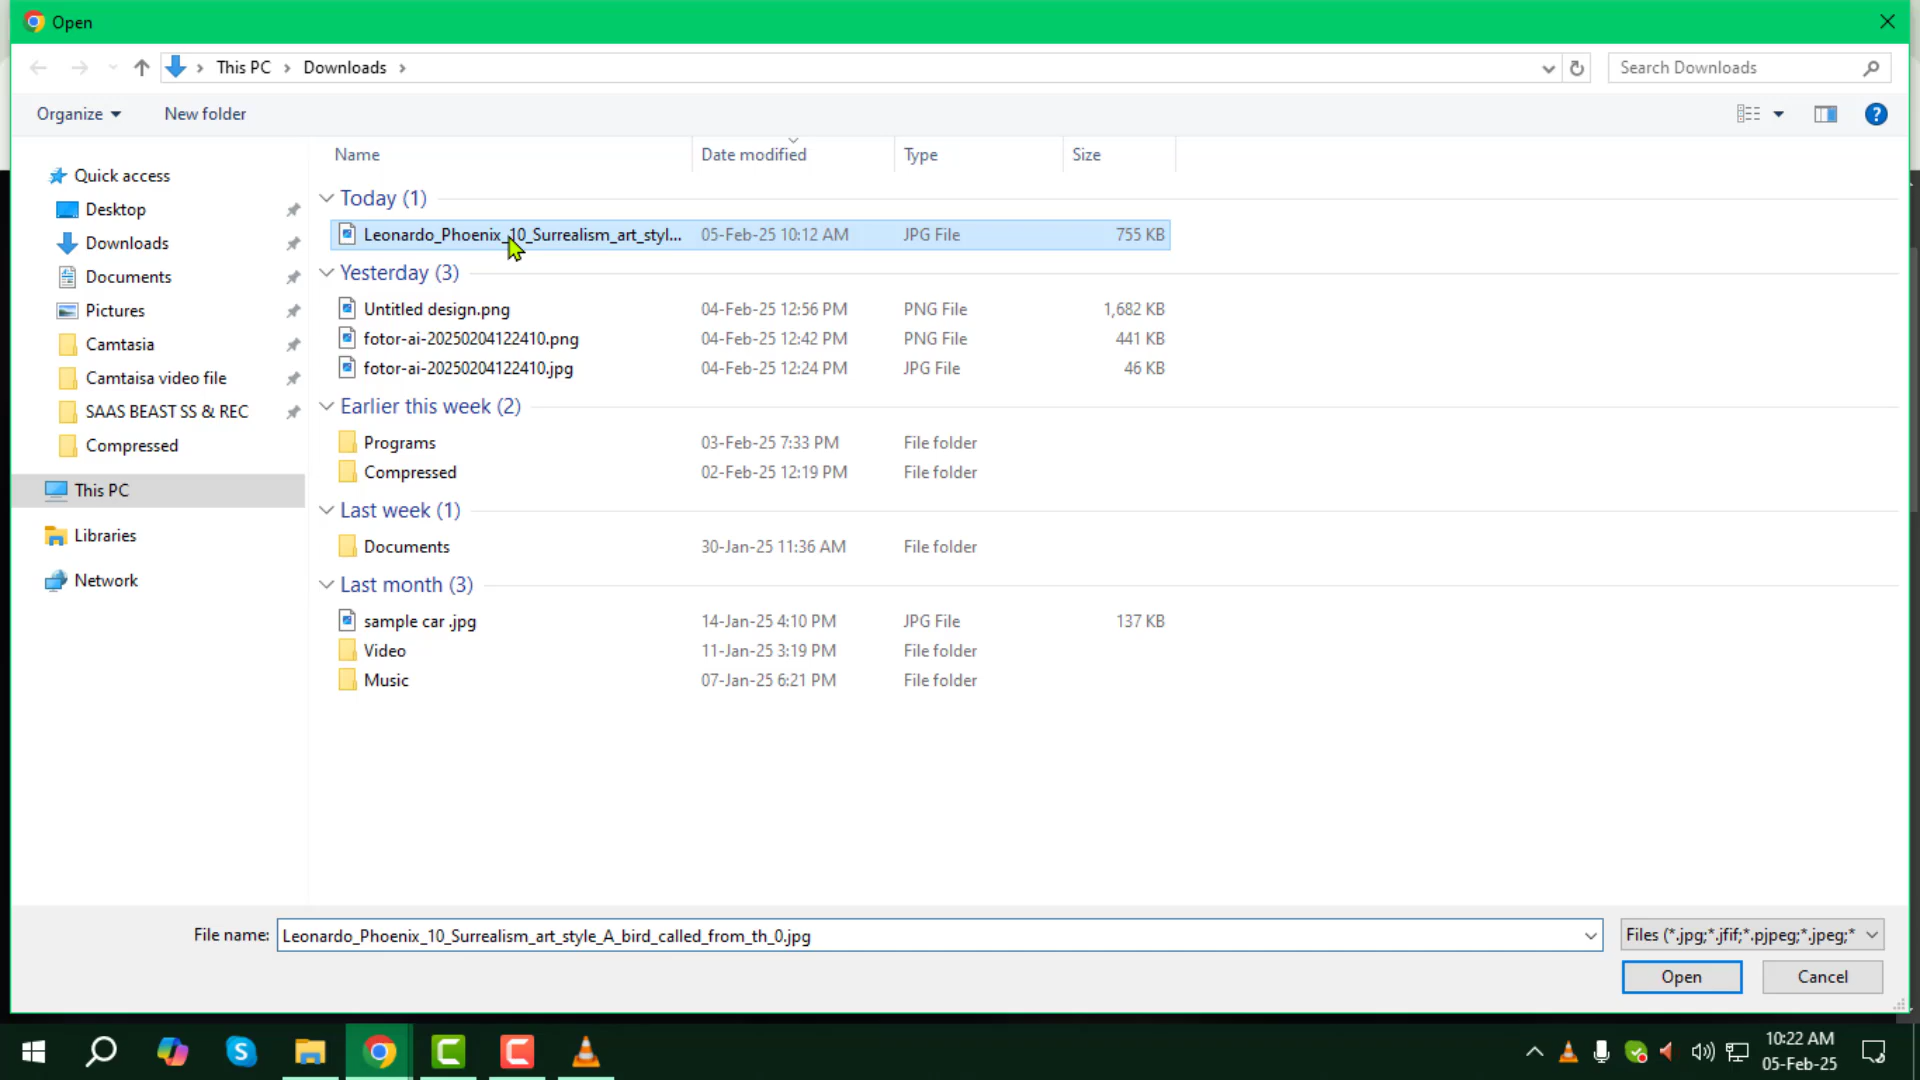 Open
This PC > Downloads >
Search Downloads
Organize
New folder
Name
Date modified
Type
Size
Quick access
Desktop
Downloads
Documents
Pictures
Camtasia
Camtaisa video file
SAAS BEAST SS & REC
Compressed
This PC
Libraries
Network
Today (1)
Leonardo_Phoenix_10_Surrealism_art_styl... 05-Feb-25 10:12 AM JPG File 755 KB
Yesterday (3)
Untitled design.png 04-Feb-25 12:56 PM PNG File 1,682 KB
fotor-ai-20250204122410.png 04-Feb-25 12:42 PM PNG File 441 KB
fotor-ai-20250204122410.jpg 04-Feb-25 12:24 PM JPG File 46 KB
Earlier this week (2)
Programs 03-Feb-25 7:33 PM File folder
Compressed 02-Feb-25 12:19 PM File folder
Last week (1)
Documents 30-Jan-25 11:36 AM File folder
Last month (3)
sample car .jpg 14-Jan-25 4:10 PM JPG File 137 KB
Video 11-Jan-25 3:19 PM File folder
Music 07-Jan-25 6:21 PM File folder
File name: Leonardo_Phoenix_10_Surrealism_art_style_A_bird_called_from_th_0.jpg
Files (*.jpg;*.jfif;*.pjpeg;*.jpeg;*
Open
Cancel
10:22 AM
05-Feb-25